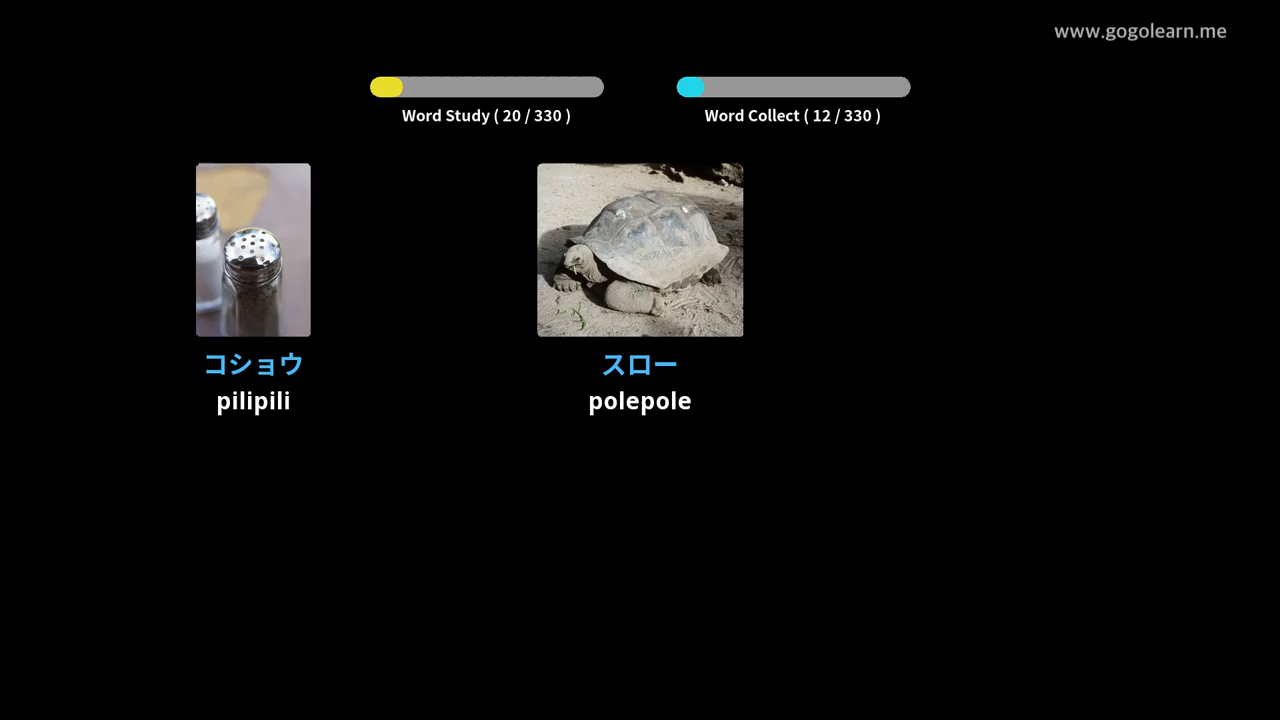 www.gogolearn.me
Word Study ( 20 / 330 )
Word Collect ( 12 / 330 )
コショウ
pilipili
スロー
polepole